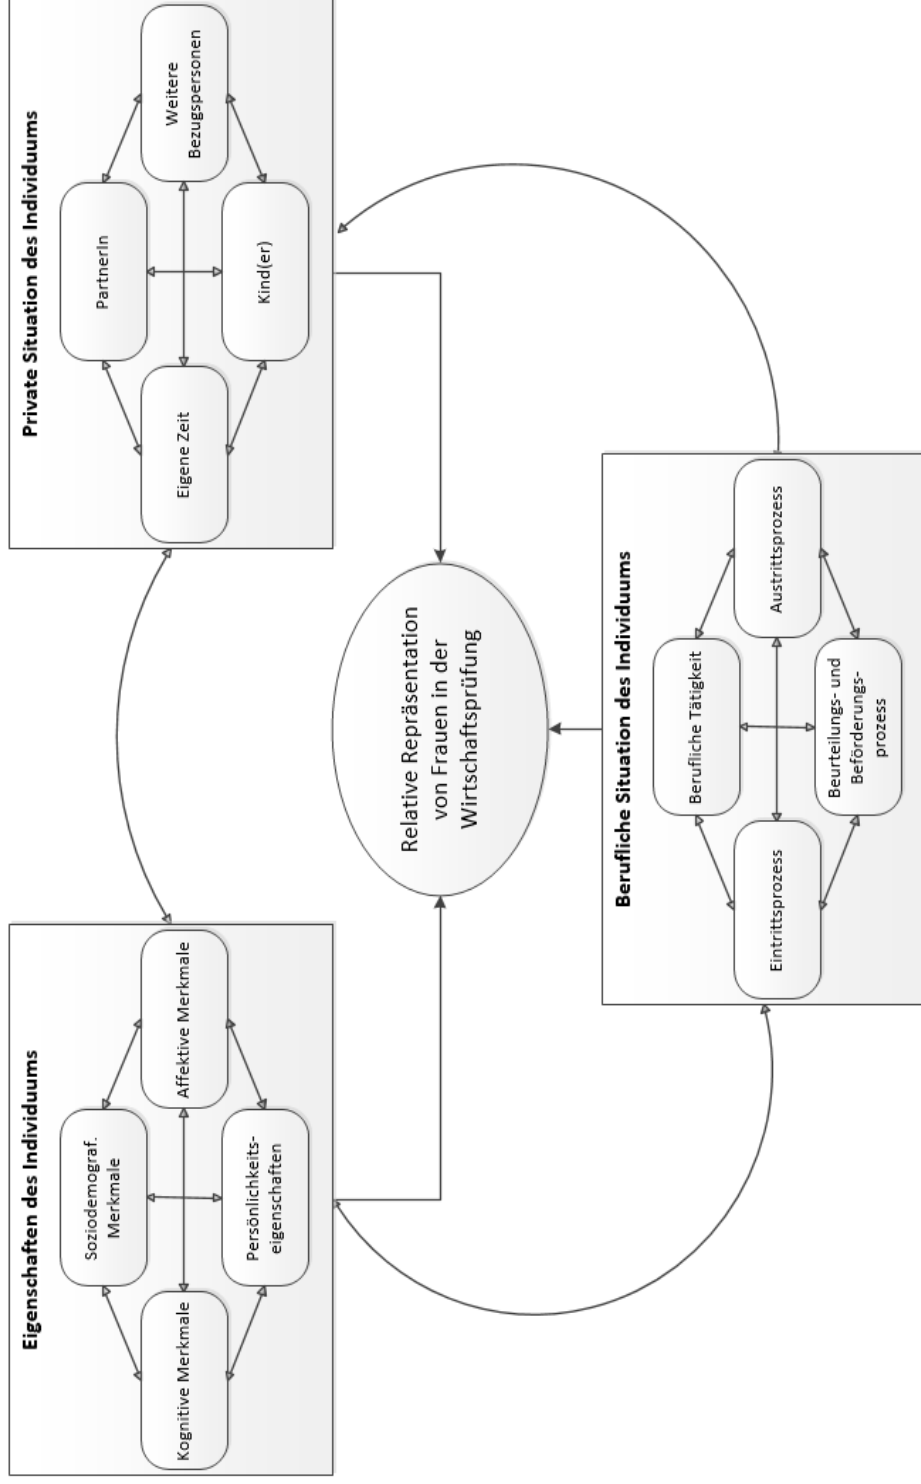 Eigenschaften des Individuums
Soziodemograf.
Merkmale
Kognitive Merkmale
Affektive Merkmale
Persönlichkeits-
eigenschaften
Private Situation des Individuums
PartnerIn
Eigene Zeit
Weitere
Bezugspersonen
Kind(er)
Relative Repräsentation
von Frauen in der
Wirtschaftsprüfung
Berufliche Situation des Individuums
Berufliche Tätigkeit
Eintrittsprozess
Austrittsprozess
Beurteilungs- und
Beförderungs-
prozess